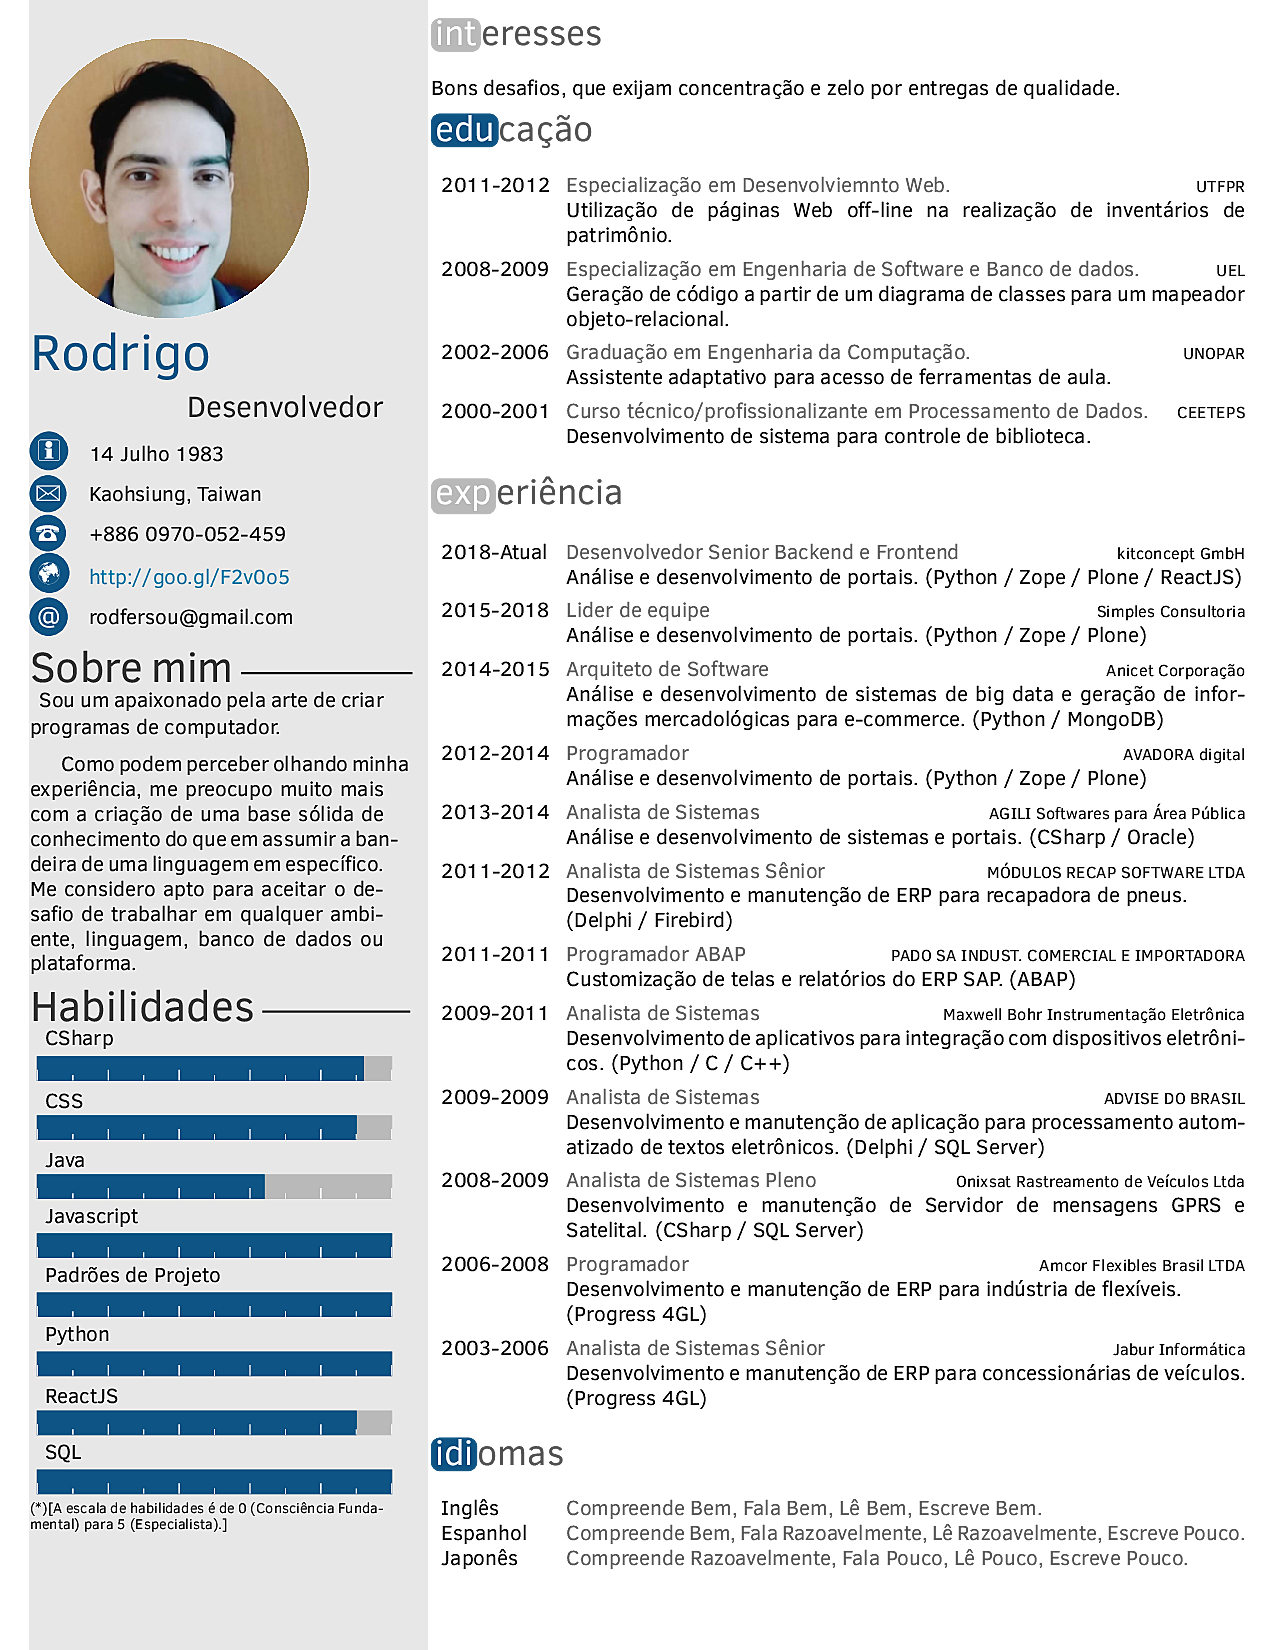 Rodrigo
Desenvolvedor
14 Julho 1983
Kaohsiung, Taiwan
+886 0970-052-459
http://goo.gl/F2v0o5
@ rodfersou@gmail.com
Sobre mim
Sou um apaixonado pela arte de criar
programas de computador.
Como podem perceber olhando minha
experiência, me preocupo muito mais
com a criação de uma base sólida de
conhecimento do que em assumir a ban-
deira de uma linguagem em específico.
Me considero apto para aceitar o de-
safio de trabalhar em qualquer ambi-
ente, linguagem, banco de dados ou
plataforma.
Habilidades
CSharp
CSS
Java
Javascript
Padrões de Projeto
Python
ReactJS
SQL
(*)[A escala de habilidades é de 0 (Consciência Funda-
mental) para 5 (Especialista).]
interesses
Bons desafios, que exijam concentração e zelo por entregas de qualidade.
educação
2011-2012 Especialização em Desenvolviemnto Web. UTFPR
Utilização de páginas Web off-line na realização de inventários de
patrimônio.
2008-2009 Especialização em Engenharia de Software e Banco de dados. UEL
Geração de código a partir de um diagrama de classes para um mapeador
objeto-relacional.
2002-2006 Graduação em Engenharia da Computação. UNOPAR
Assistente adaptativo para acesso de ferramentas de aula.
2000-2001 Curso técnico/profissionalizante em Processamento de Dados. CEETEPS
Desenvolvimento de sistema para controle de biblioteca.
experiência
2018-Atual Desenvolvedor Senior Backend e Frontend kitconcept GmbH
Análise e desenvolvimento de portais. (Python / Zope / Plone / ReactJS)
2015-2018 Lider de equipe Simples Consultoria
Análise e desenvolvimento de portais. (Python / Zope / Plone)
2014-2015 Arquiteto de Software Anicet Corporação
Análise e desenvolvimento de sistemas de big data e geração de infor-
mações mercadológicas para e-commerce. (Python / MongoDB)
2012-2014 Programador AVADORA digital
Análise e desenvolvimento de portais. (Python / Zope / Plone)
2013-2014 Analista de Sistemas AGILI Softwares para Área Pública
Análise e desenvolvimento de sistemas e portais. (CSharp / Oracle)
2011-2012 Analista de Sistemas Sênior MÓDULOS RECAP SOFTWARE LTDA
Desenvolvimento e manutenção de ERP para recapadora de pneus.
(Delphi / Firebird)
2011-2011 Programador ABAP PADO SA INDUST. COMERCIAL E IMPORTADORA
Customização de telas e relatórios do ERP SAP. (ABAP)
2009-2011 Analista de Sistemas Maxwell Bohr Instrumentação Eletrônica
Desenvolvimento de aplicativos para integração com dispositivos eletrôni-
cos. (Python / C / C++)
2009-2009 Analista de Sistemas ADVISE DO BRASIL
Desenvolvimento e manutenção de aplicação para processamento autom-
atizado de textos eletrônicos. (Delphi / SQL Server)
2008-2009 Analista de Sistemas Pleno Onixsat Rastreamento de Veículos Ltda
Desenvolvimento e manutenção de Servidor de mensagens GPRS e
Satelital. (CSharp / SQL Server)
2006-2008 Programador Amcor Flexibles Brasil LTDA
Desenvolvimento e manutenção de ERP para indústria de flexíveis.
(Progress 4GL)
2003-2006 Analista de Sistemas Sênior Jabur Informática
Desenvolvimento e manutenção de ERP para concessionárias de veículos.
(Progress 4GL)
idiomas
Inglês Compreende Bem, Fala Bem, Lê Bem, Escreve Bem.
Espanhol Compreende Bem, Fala Razoavelmente, Lê Razoavelmente, Escreve Pouco.
Japonês Compreende Razoavelmente, Fala Pouco, Lê Pouco, Escreve Pouco.